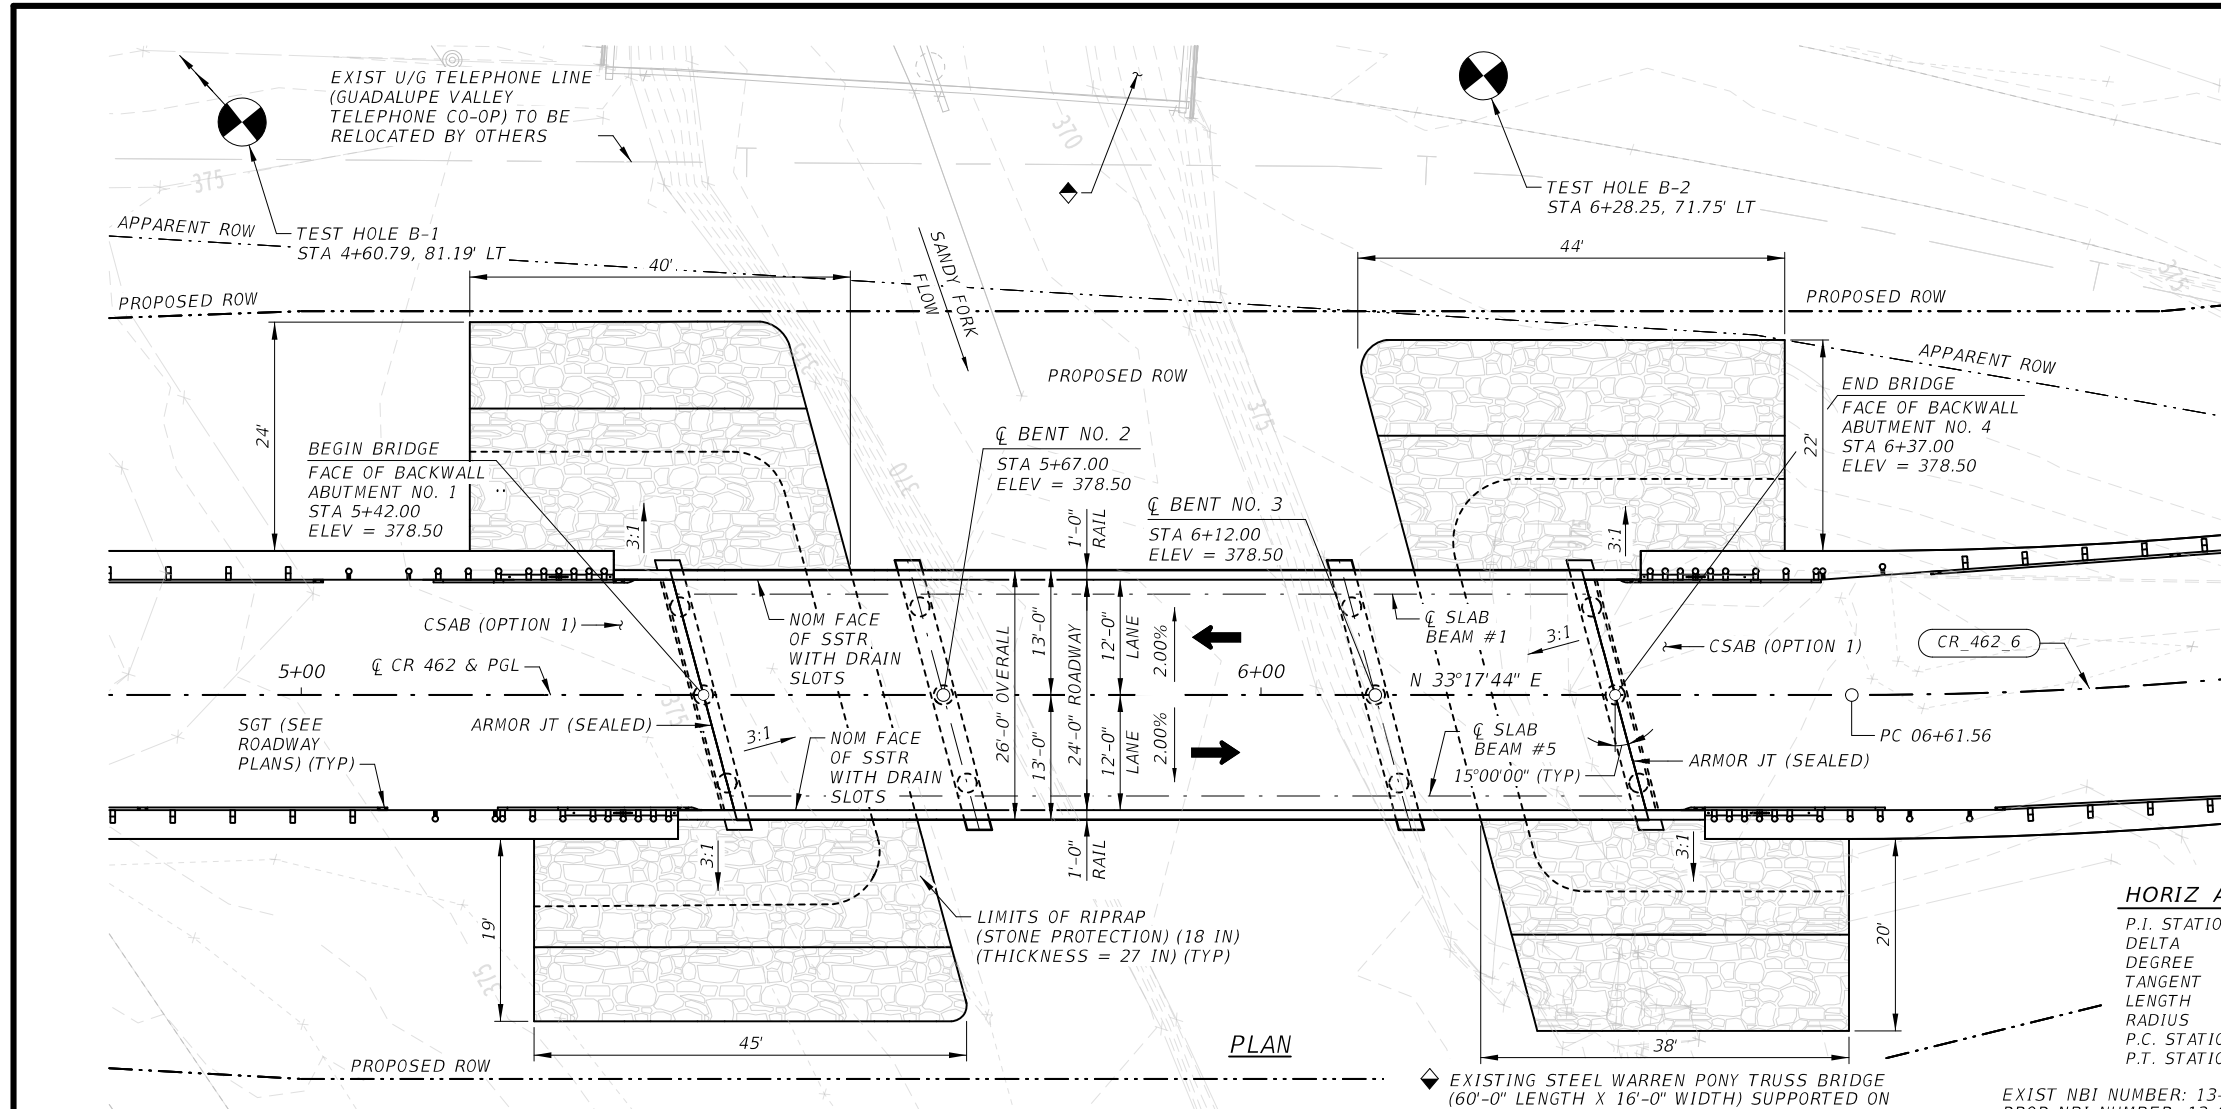 EXIST U/G TELEPHONE LINE
(GUADALUPE VALLEY
TELEPHONE CO-OP) TO BE
RELOCATED BY OTHERS
375
370
TEST HOLE B-2
STA 6+28.25, 71.75' LT
APPARENT ROW
TEST HOLE B-1
STA 4+60.79, 81.19' LT
40'
44'
SANDY FORK
FLOW
375
PROPOSED ROW
PROPOSED ROW
PROPOSED ROW
APPARENT ROW
24'
22'
375
375
370
END BRIDGE
FACE OF BACKWALL
ABUTMENT NO. 4
STA 6+37.00
ELEV = 378.50
BEGIN BRIDGE
FACE OF BACKWALL
ABUTMENT NO. 1
STA 5+42.00
ELEV = 378.50
℄ BENT NO. 2
STA 5+67.00
ELEV = 378.50
℄ BENT NO. 3
STA 6+12.00
ELEV = 378.50
1'-0"
RAIL
3:1
3:1
375
CSAB (OPTION 1)
NOM FACE
OF SSTR
WITH DRAIN
SLOTS
26'-0" OVERALL
13'-0"
13'-0"
24'-0" ROADWAY
12'-0"
LANE
12'-0"
LANE
2.00%
2.00%
℄ SLAB
BEAM #1
3:1
CSAB (OPTION 1)
CR_462_6
5+00
℄ CR 462 & PGL
6+00
N 33°17'44" E
375
SGT (SEE
ROADWAY
PLANS) (TYP)
ARMOR JT (SEALED)
3:1
NOM FACE
OF SSTR
WITH DRAIN
SLOTS
℄ SLAB
BEAM #5
15°00'00" (TYP)
PC 06+61.56
ARMOR JT (SEALED)
3:1
1'-0"
RAIL
3:1
19'
20'
375
LIMITS OF RIPRAP
(STONE PROTECTION) (18 IN)
(THICKNESS = 27 IN) (TYP)
45'
38'
PLAN
PROPOSED ROW
HORIZ A
P.I. STATIO
DELTA
DEGREE
TANGENT
LENGTH
RADIUS
P.C. STATIO
P.T. STATIO
EXISTING STEEL WARREN PONY TRUSS BRIDGE
(60'-0" LENGTH X 16'-0" WIDTH) SUPPORTED ON
EXIST NBI NUMBER: 13-